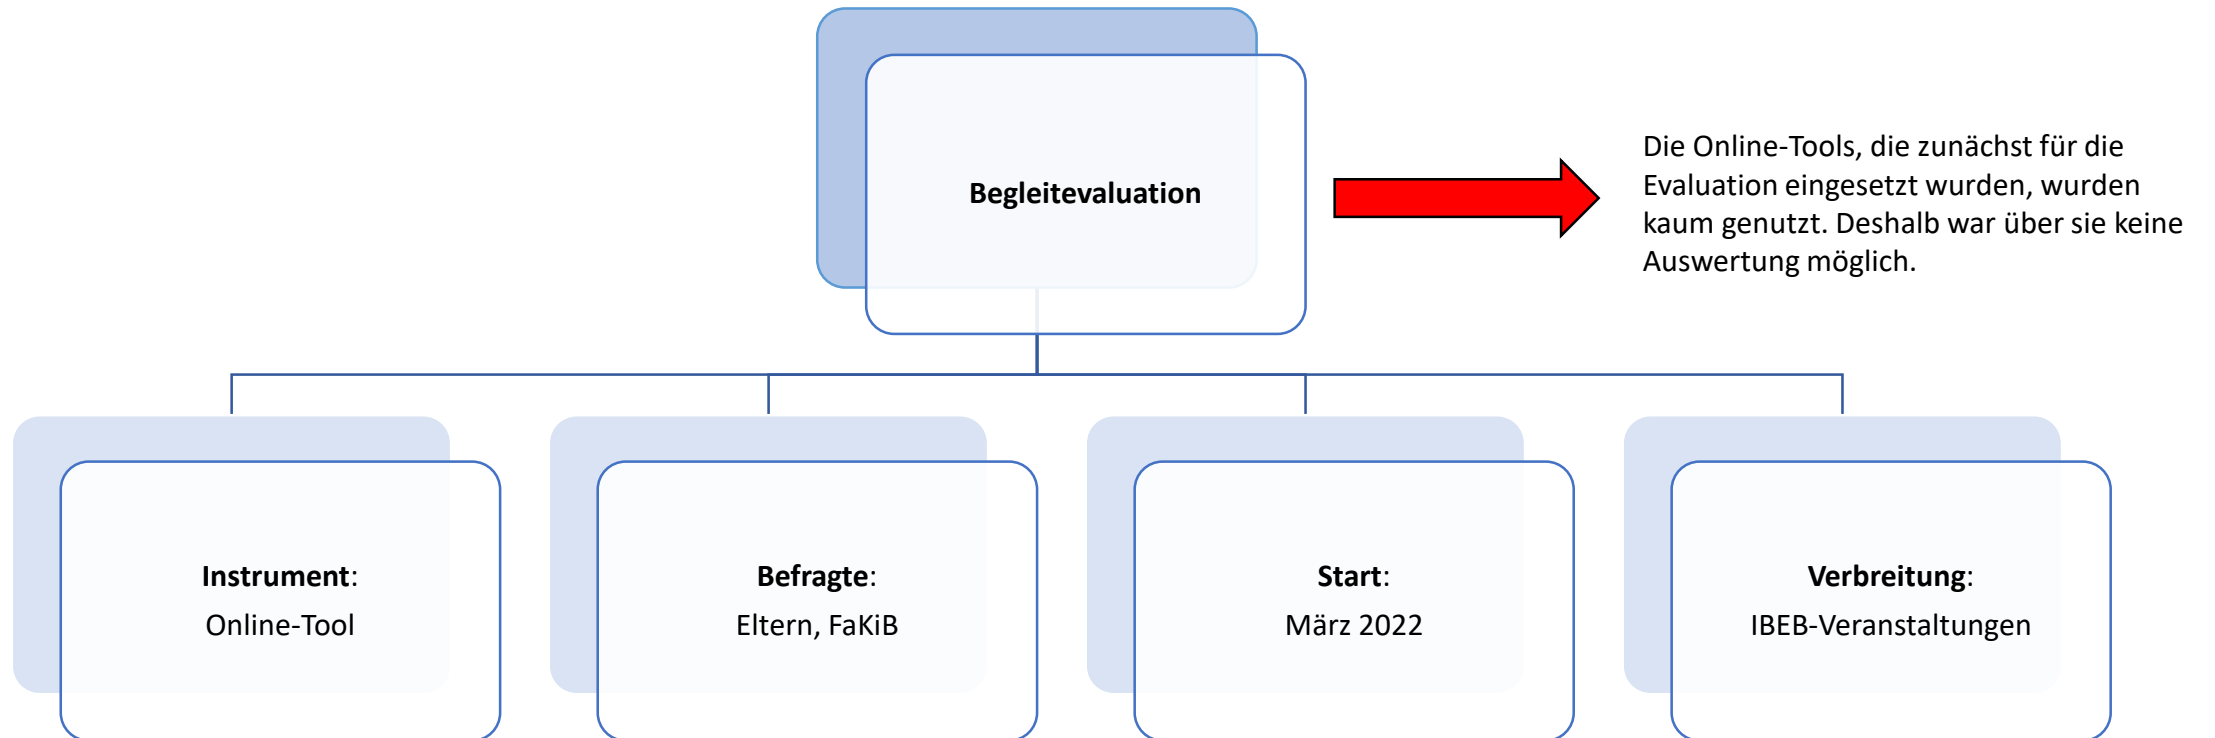 Begleitevaluation
Die Online-Tools, die zunächst für die
Evaluation eingesetzt wurden, wurden
kaum genutzt. Deshalb war über sie keine
Auswertung möglich.
Instrument:
Online-Tool
Befragte:
Eltern, FaKiB
Start:
März 2022
Verbreitung:
IBEB-Veranstaltungen